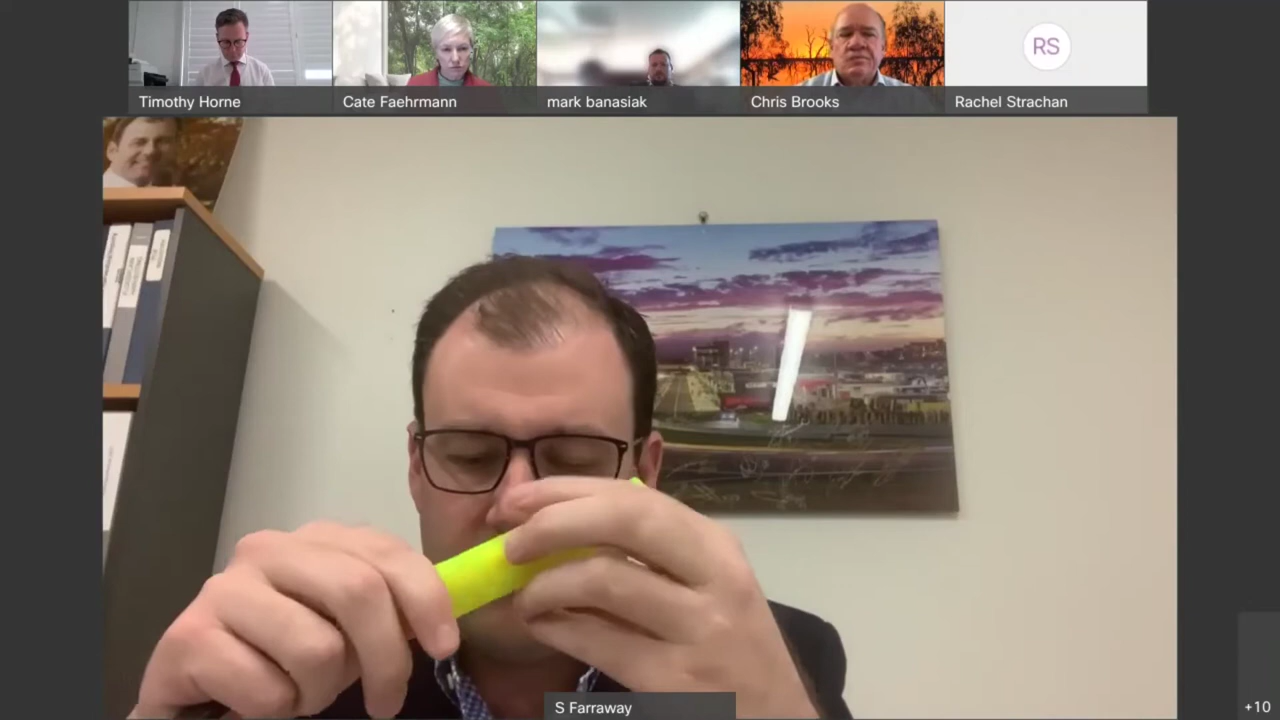 Timothy Horne
Cate Faehrmann
mark banasiak
Chris Brooks
RS
Rachel Strachan
S Farraway
+10